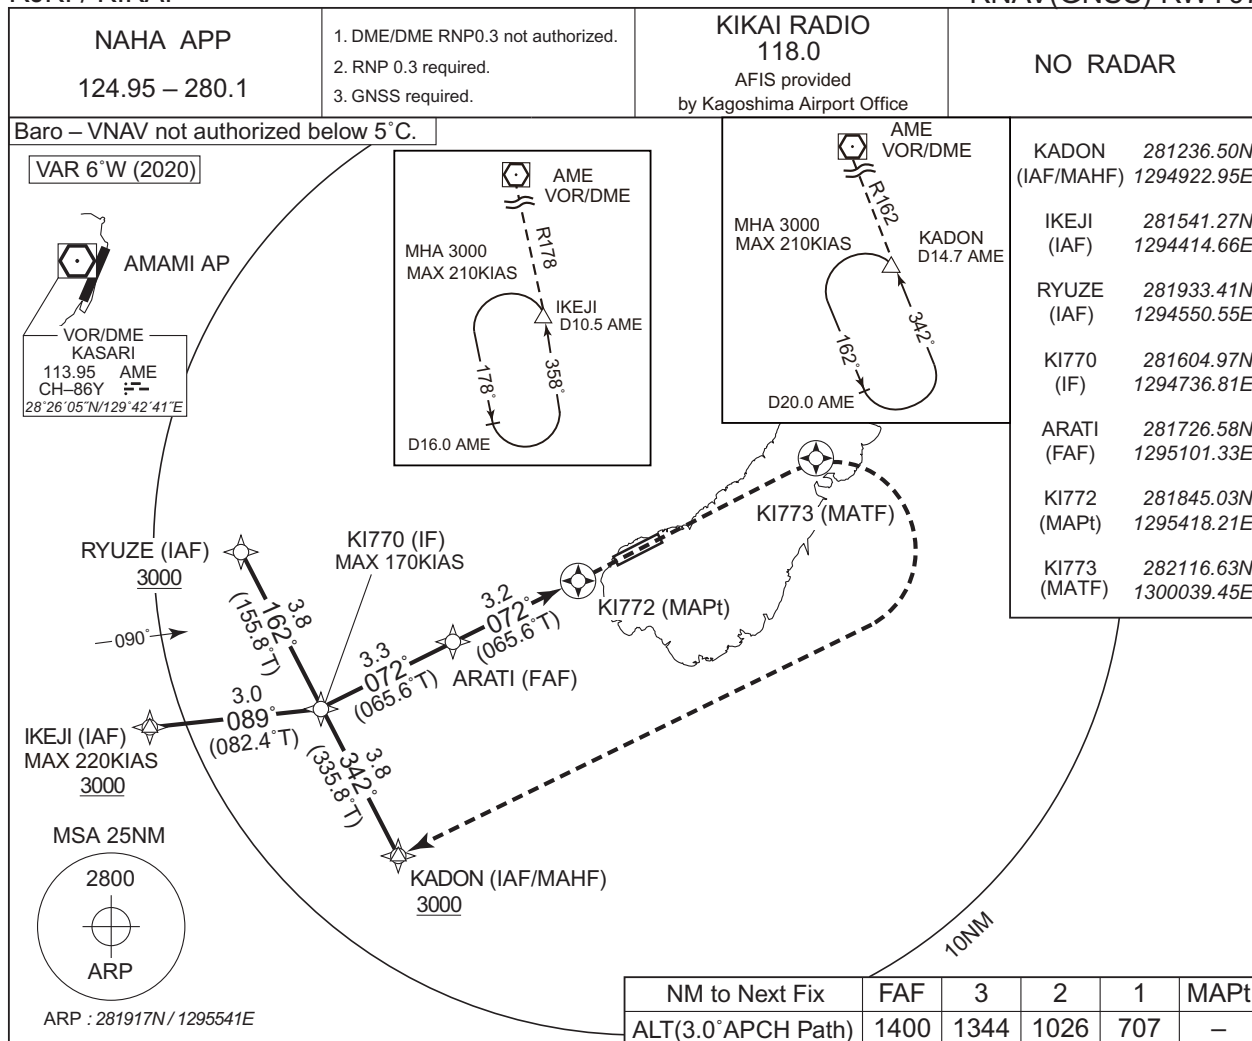 NAHA APP
124.95 – 280.1
1. DME/DME RNP0.3 not authorized.
2. RNP 0.3 required.
3. GNSS required.
KIKAI RADIO
118.0
AFIS provided
by Kagoshima Airport Office
NO RADAR
Baro – VNAV not authorized below 5˚C.
VAR 6˚W (2020)
AMAMI AP
VOR/DME
KASARI
113.95 AME
CH–86Y
28˚26´05˝N/129˚42´41˝E
AME
VOR/DME
R178
MHA 3000
MAX 210KIAS
IKEJI
D10.5 AME
178˚
358˚
D16.0 AME
AME
VOR/DME
R162
MHA 3000
MAX 210KIAS
KADON
D14.7 AME
162˚
342˚
D20.0 AME
KADON 281236.50N
(IAF/MAHF) 1294922.95E
IKEJI 281541.27N
(IAF) 1294414.66E
RYUZE 281933.41N
(IAF) 1294550.55E
KI770 281604.97N
(IF) 1294736.81E
ARATI 281726.58N
(FAF) 1295101.33E
KI772 281845.03N
(MAPt) 1295418.21E
KI773 282116.63N
(MATF) 1300039.45E
KI773 (MATF)
RYUZE (IAF)
3000
KI770 (IF)
MAX 170KIAS
3.8
162˚
(155.8˚T)
090˚
3.2
072˚
(065.6˚T)
KI772 (MAPt)
3.3
072˚
(065.6˚T)
ARATI (FAF)
3.0
089˚
(082.4˚T)
IKEJI (IAF)
MAX 220KIAS
3000
3.8
342˚
(335.8˚T)
KADON (IAF/MAHF)
3000
MSA 25NM
2800
ARP
ARP : 281917N / 1295541E
10NM
NM to Next Fix FAF 3 2 1 MAPt
ALT(3.0˚APCH Path) 1400 1344 1026 707 –